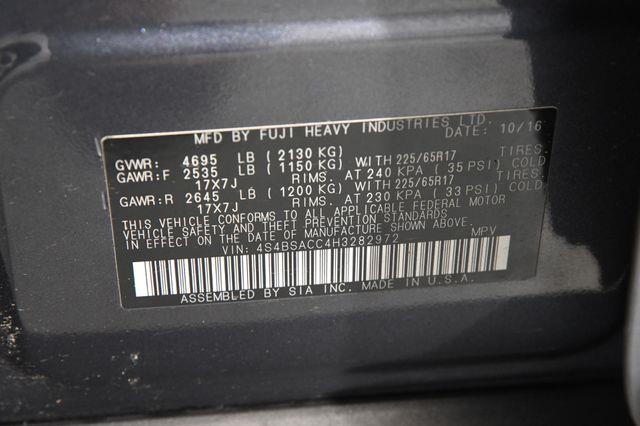 MFD BY FUJI HEAVY INDUSTRIES LTD.
DATE: 10/16
GVWR: 4695 LB (2130 KG)
GAWR:F 2535 LB (1150 KG) WITH 225/65R17 TIRES.
17X7J RIMS. AT 240 KPA (35 PSI) COLD
GAWR:R 2645 LB (1200 KG) WITH 225/65R17 TIRES.
17X7J RIMS. AT 230 KPA (33 PSI) COLD
THIS VEHICLE CONFORMS TO ALL APPLICABLE FEDERAL MOTOR
VEHICLE SAFETY AND THEFT PREVENTION STANDARDS
IN EFFECT ON THE DATE OF MANUFACTURE SHOWN ABOVE.
VIN: 4S4BSACC4H3282972 MPV
ASSEMBLED BY SIA INC. MADE IN U.S.A.